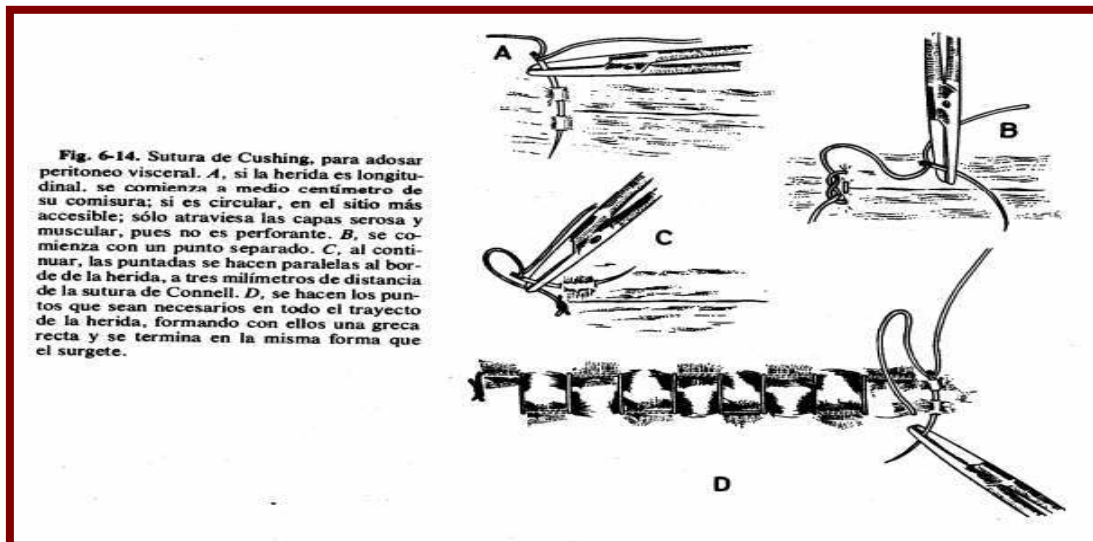 Fig. 6-14. Sutura de Cushing, para adosar
peritoneo visceral. A, si la herida es longitu-
dinal, se comienza a medio centímetro de
su comisura; si es circular, en el sitio más
accesible; sólo atraviesa las capas serosa y
muscular, pues no es perforante. B, se co-
mienza con un punto separado. C, al conti-
nuar, las puntadas se hacen paralelas al bor-
de de la herida, a tres milímetros de distancia
de la sutura de Connell. D, se hacen los pun-
tos que sean necesarios en todo el trayecto
de la herida, formando con ellos una greca
recta y se termina en la misma forma que
el surgete.
A
B
C
D